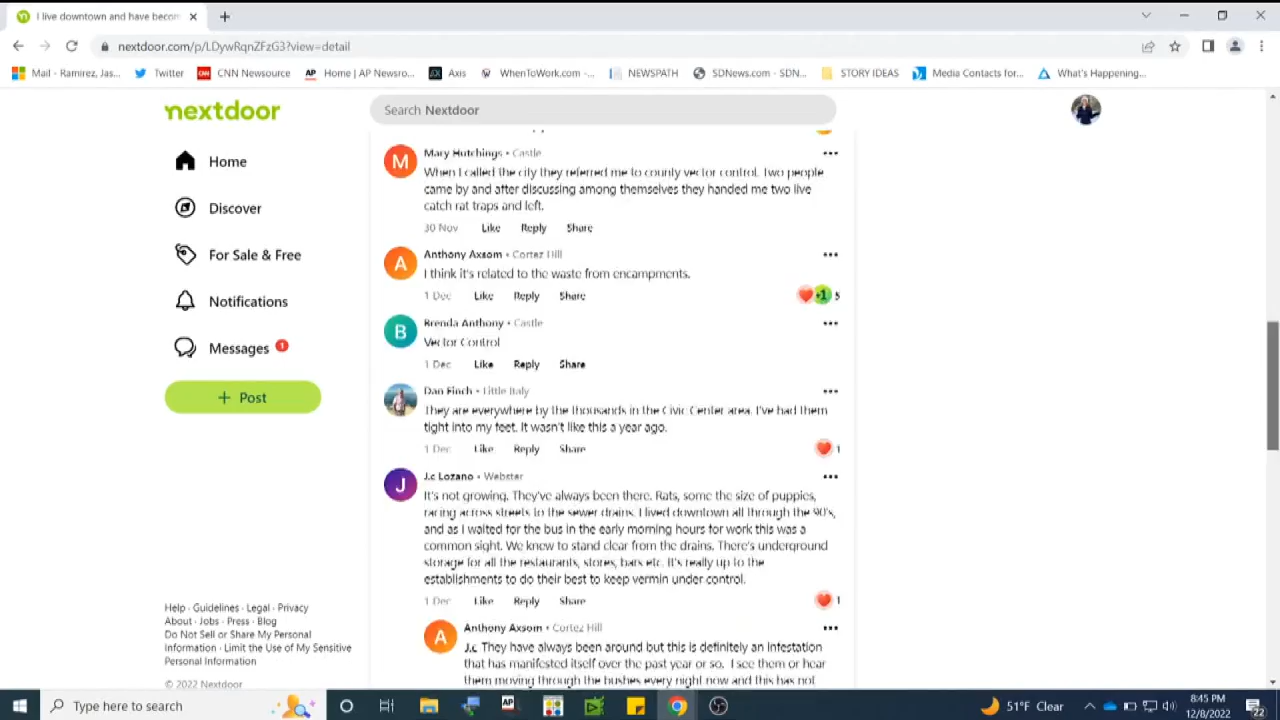 I live downtown and have becom
nextdoor.com/p/LDywRqnZFzG3?view=detail
Mail - Ramirez, Jas... Twitter CNN Newsource Home | AP Newsro... Axis WhenToWork.com -... NEWSPATH SDNews.com - SDN... STORY IDEAS Media Contacts for... What's Happening...
nextdoor
Search Nextdoor
Home
Discover
For Sale & Free
Notifications
Messages 1
+ Post
Mary Hutchings • Castle
When I called the city they referred me to county vector control. Two people
came by and after discussing among themselves they handed me two live
catch rat traps and left.
30 Nov Like Reply Share
A
Anthony Axsom • Cortez Hill
I think it's related to the waste from encampments.
1 Dec Like Reply Share +1 5
B
Brenda Anthony • Castle
Vector Control
1 Dec Like Reply Share
Dan Finch • Little Italy
They are everywhere by the thousands in the Civic Center area. I've had them
tight into my feet. It wasn't like this a year ago.
1 Dec Like Reply Share 1
J
J.c Lozano • Webster
It's not growing. They've always been there. Rats, some the size of puppies,
racing across streets to the sewer drains. I lived downtown all through the 90's,
and as I waited for the bus in the early morning hours for work this was a
common sight. We knew to stand clear from the drains. There's underground
storage for all the restaurants, stores, bars etc. It's really up to the
establishments to do their best to keep vermin under control.
1 Dec Like Reply Share 1
A
Anthony Axsom • Cortez Hill
J.c They have always been around but this is definitely an infestation
that has manifested itself over the past year or so. I see them or hear
them moving through the bushes every night now and this has not
Help · Guidelines · Legal · Privacy
About · Jobs · Press · Blog
Do Not Sell or Share My Personal
Information · Limit the Use of My Sensitive
Personal Information
© 2022 Nextdoor
Type here to search
51°F Clear
8:45 PM
12/8/2022
22